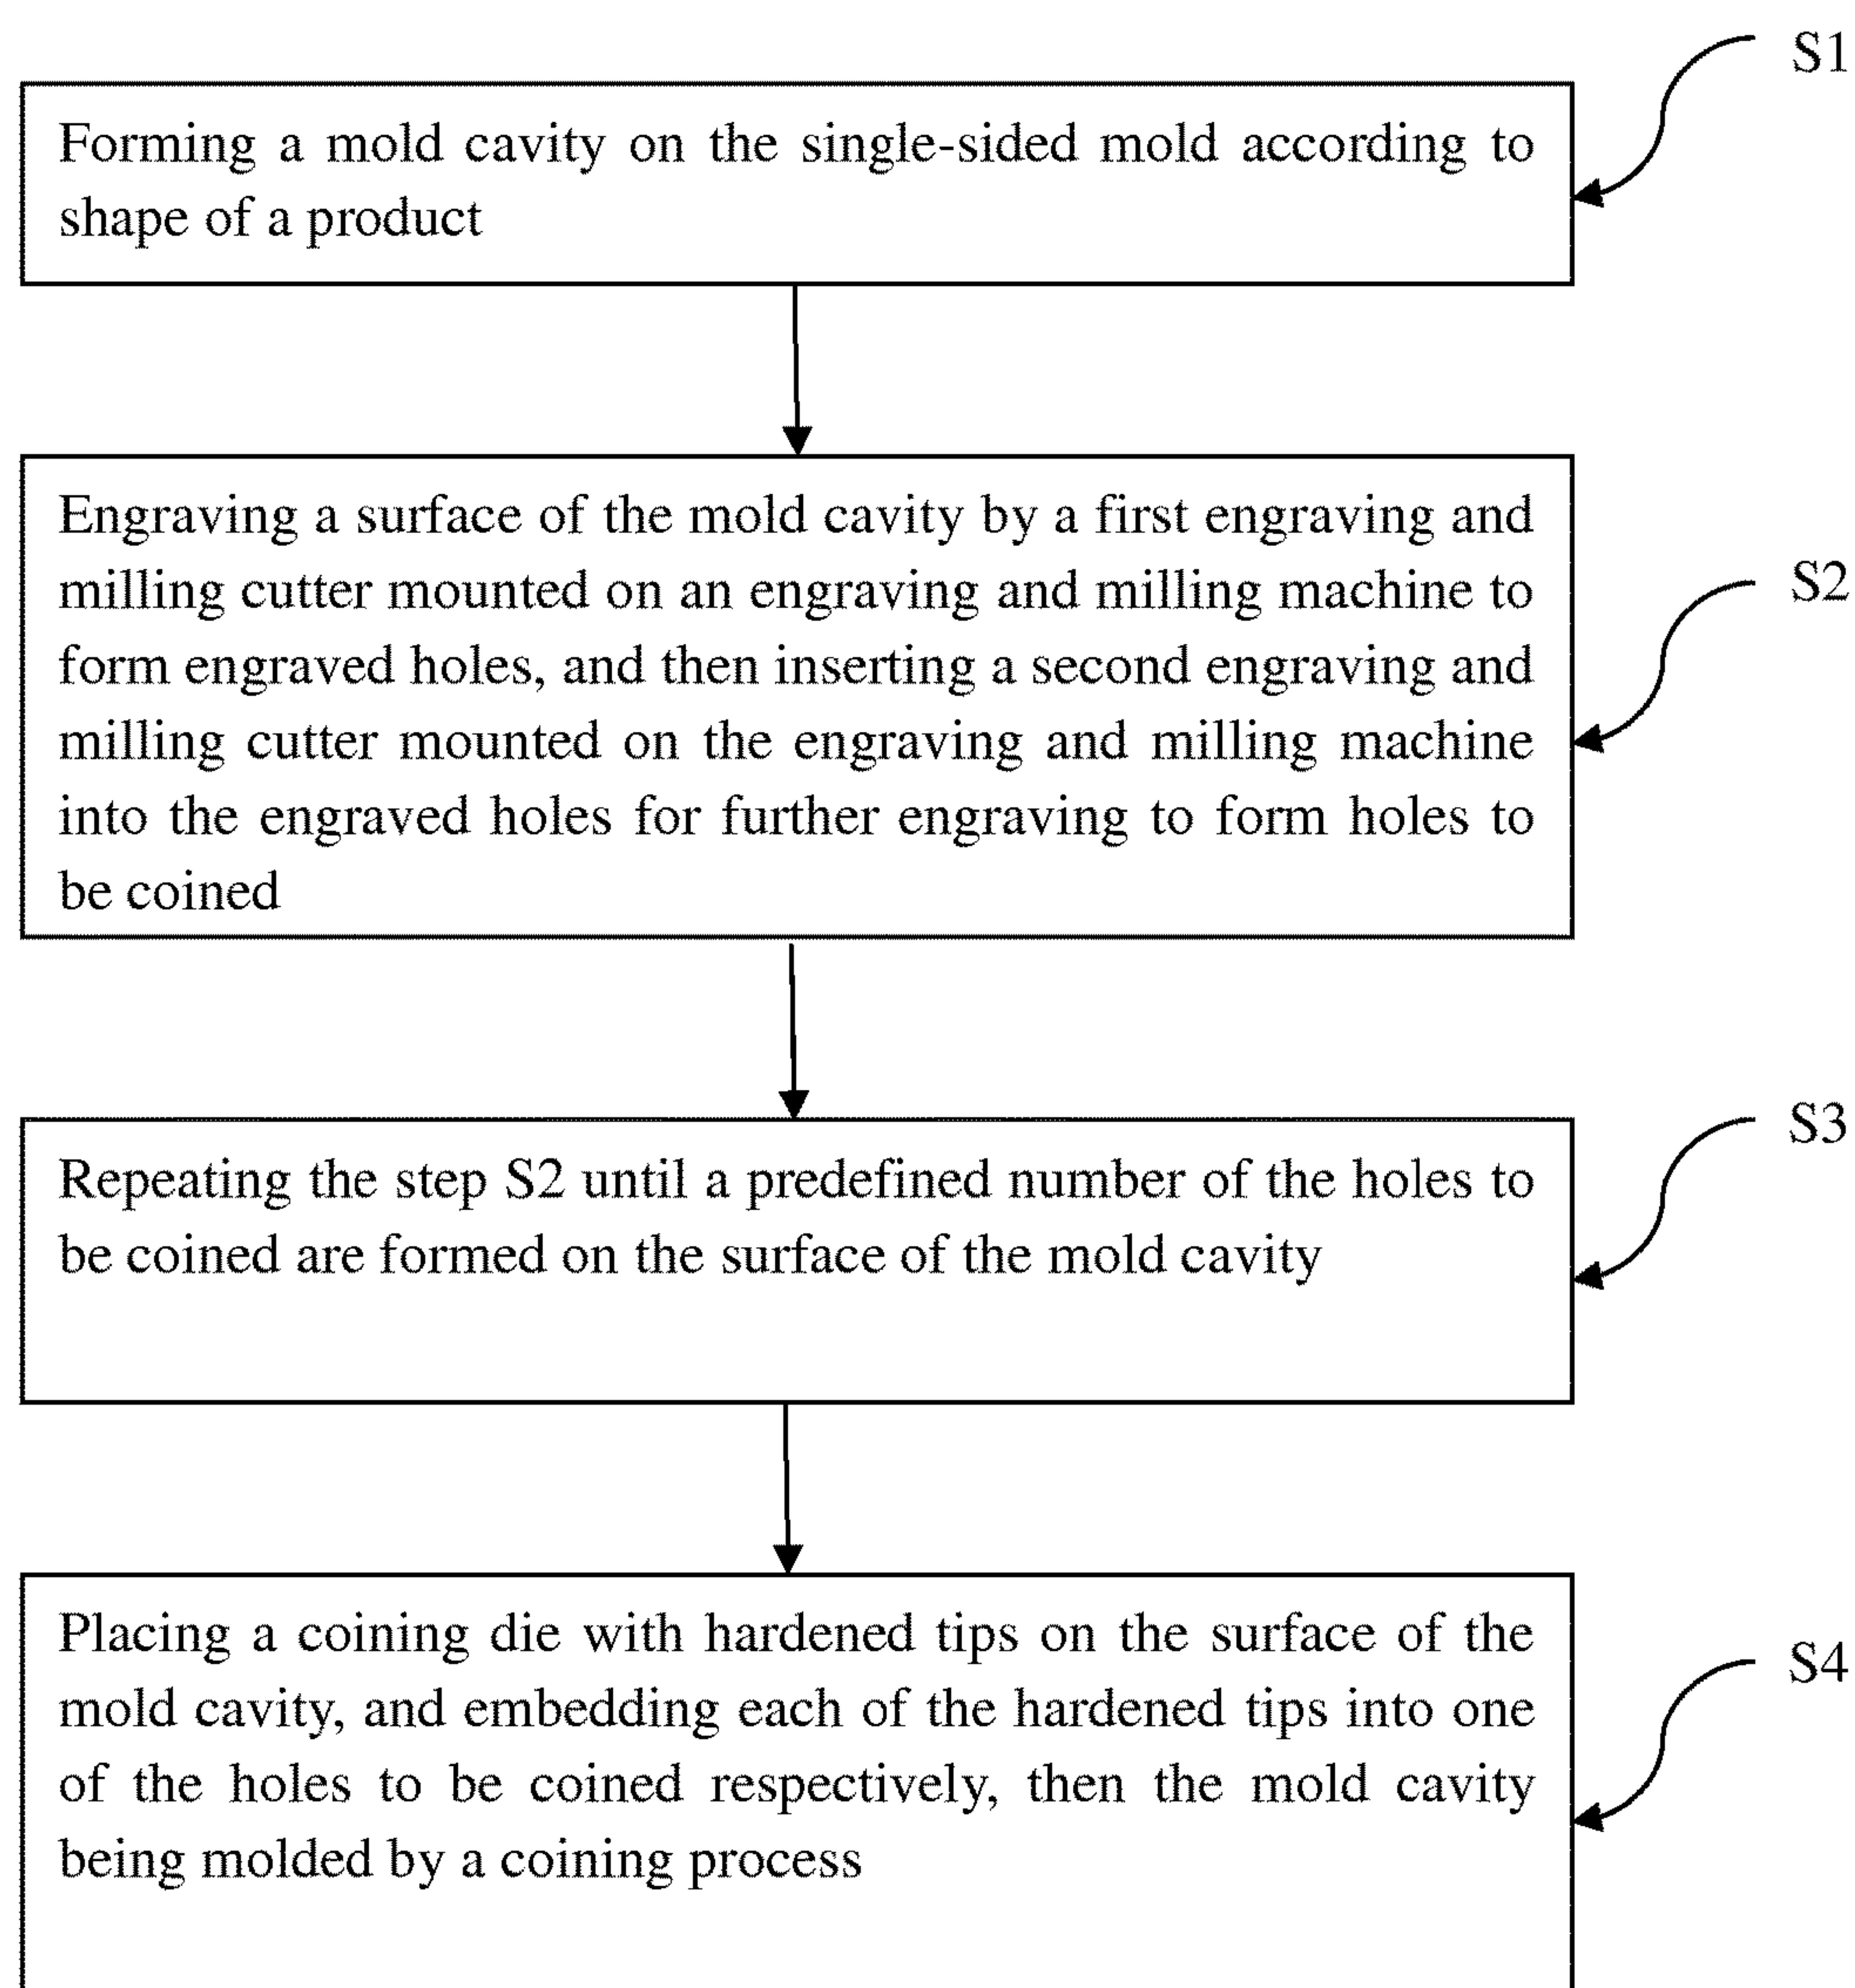 S1
Forming a mold cavity on the single-sided mold according to
shape of a product
Engraving a surface of the mold cavity by a first engraving and
milling cutter mounted on an engraving and milling machine to
S2
form engraved holes, and then inserting a second engraving and
milling cutter mounted on the engraving and milling machine
into the engraved holes for further engraving to form holes to
be coined
S3
Repeating the step S2 until a predefined number of the holes to
be coined are formed on the surface of the mold cavity
Placing a coining die with hardened tips on the surface of the
S4
mold cavity, and embedding each of the hardened tips into one
of the holes to be coined respectively, then the mold cavity
being molded by a coining process